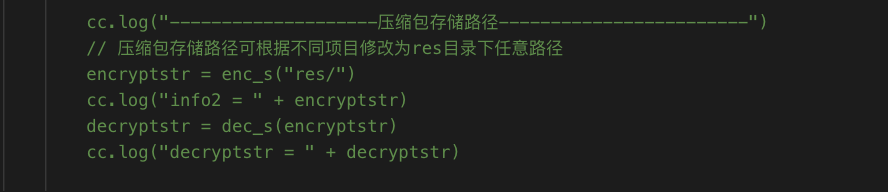 cc.log("--------------------压缩包存储路径------------------------")
// 压缩包存储路径可根据不同项目修改为res目录下任意路径
encryptstr = enc_s("res/")
cc.log("info2 = " + encryptstr)
decryptstr = dec_s(encryptstr)
cc.log("decryptstr = " + decryptstr)